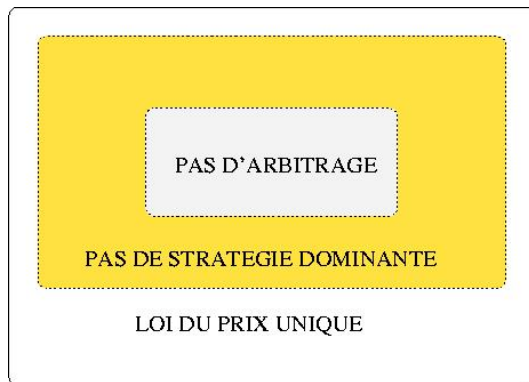 PAS D'ARBITRAGE
PAS DE STRATEGIE DOMINANTE
LOI DU PRIX UNIQUE